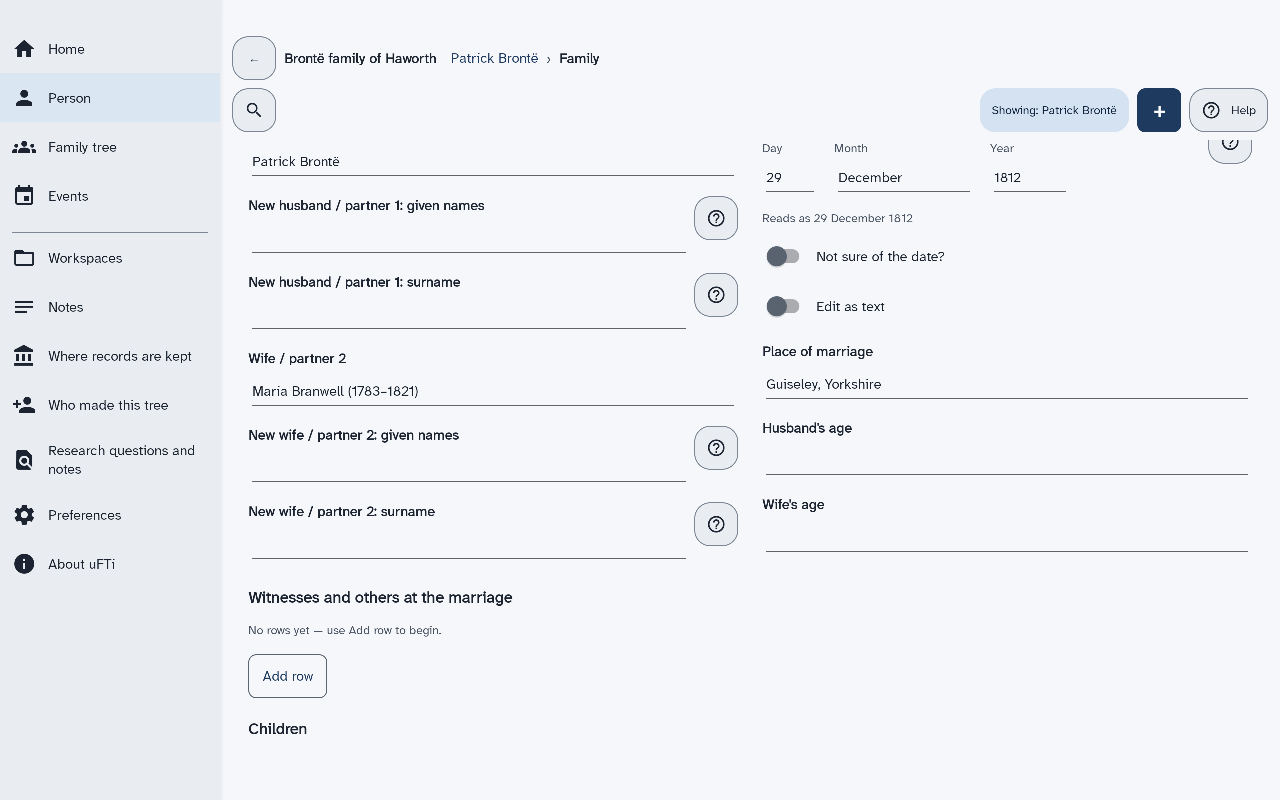 Home
Person
Family tree
Events
Workspaces
Notes
Where records are kept
Who made this tree
Research questions and
notes
Preferences
About uFTi
←
Brontë family of Haworth
Patrick Brontë › Family
Showing: Patrick Brontë
+
Help
Patrick Brontë
New husband / partner 1: given names
New husband / partner 1: surname
Wife / partner 2
Maria Branwell (1783–1821)
New wife / partner 2: given names
New wife / partner 2: surname
Day
Month
Year
29
December
1812
Reads as 29 December 1812
Not sure of the date?
Edit as text
Place of marriage
Guiseley, Yorkshire
Husband's age
Wife's age
Witnesses and others at the marriage
No rows yet — use Add row to begin.
Add row
Children